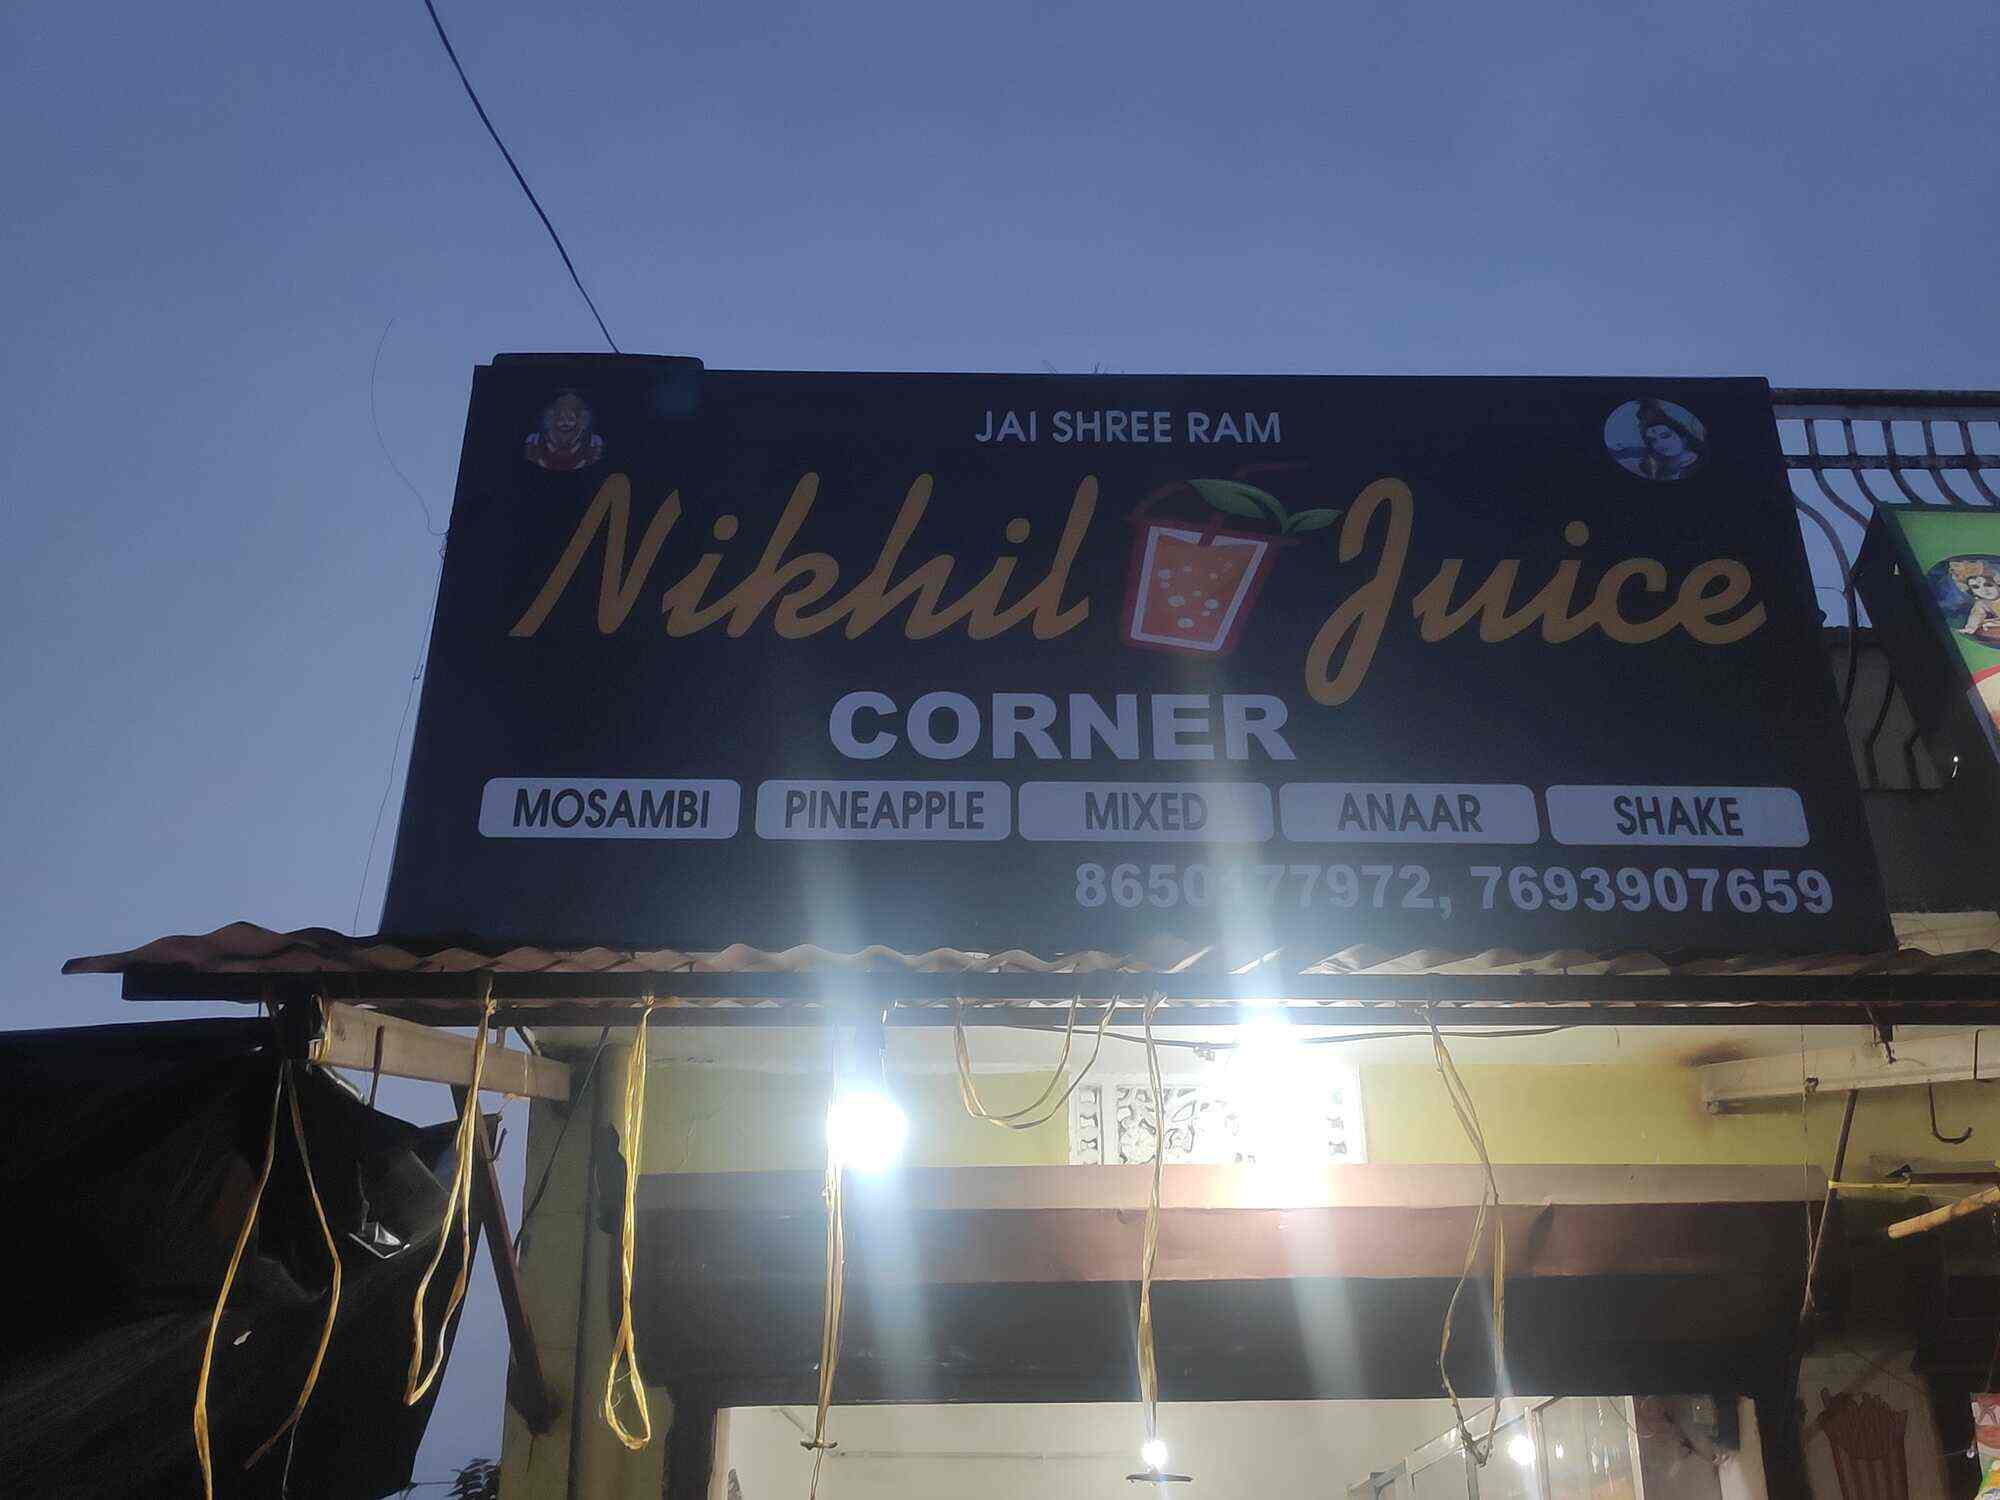 JAI SHREE RAM
Nikhil Juice
CORNER
MOSAMBI PINEAPPLE MIXED ANAAR SHAKE
7693907659